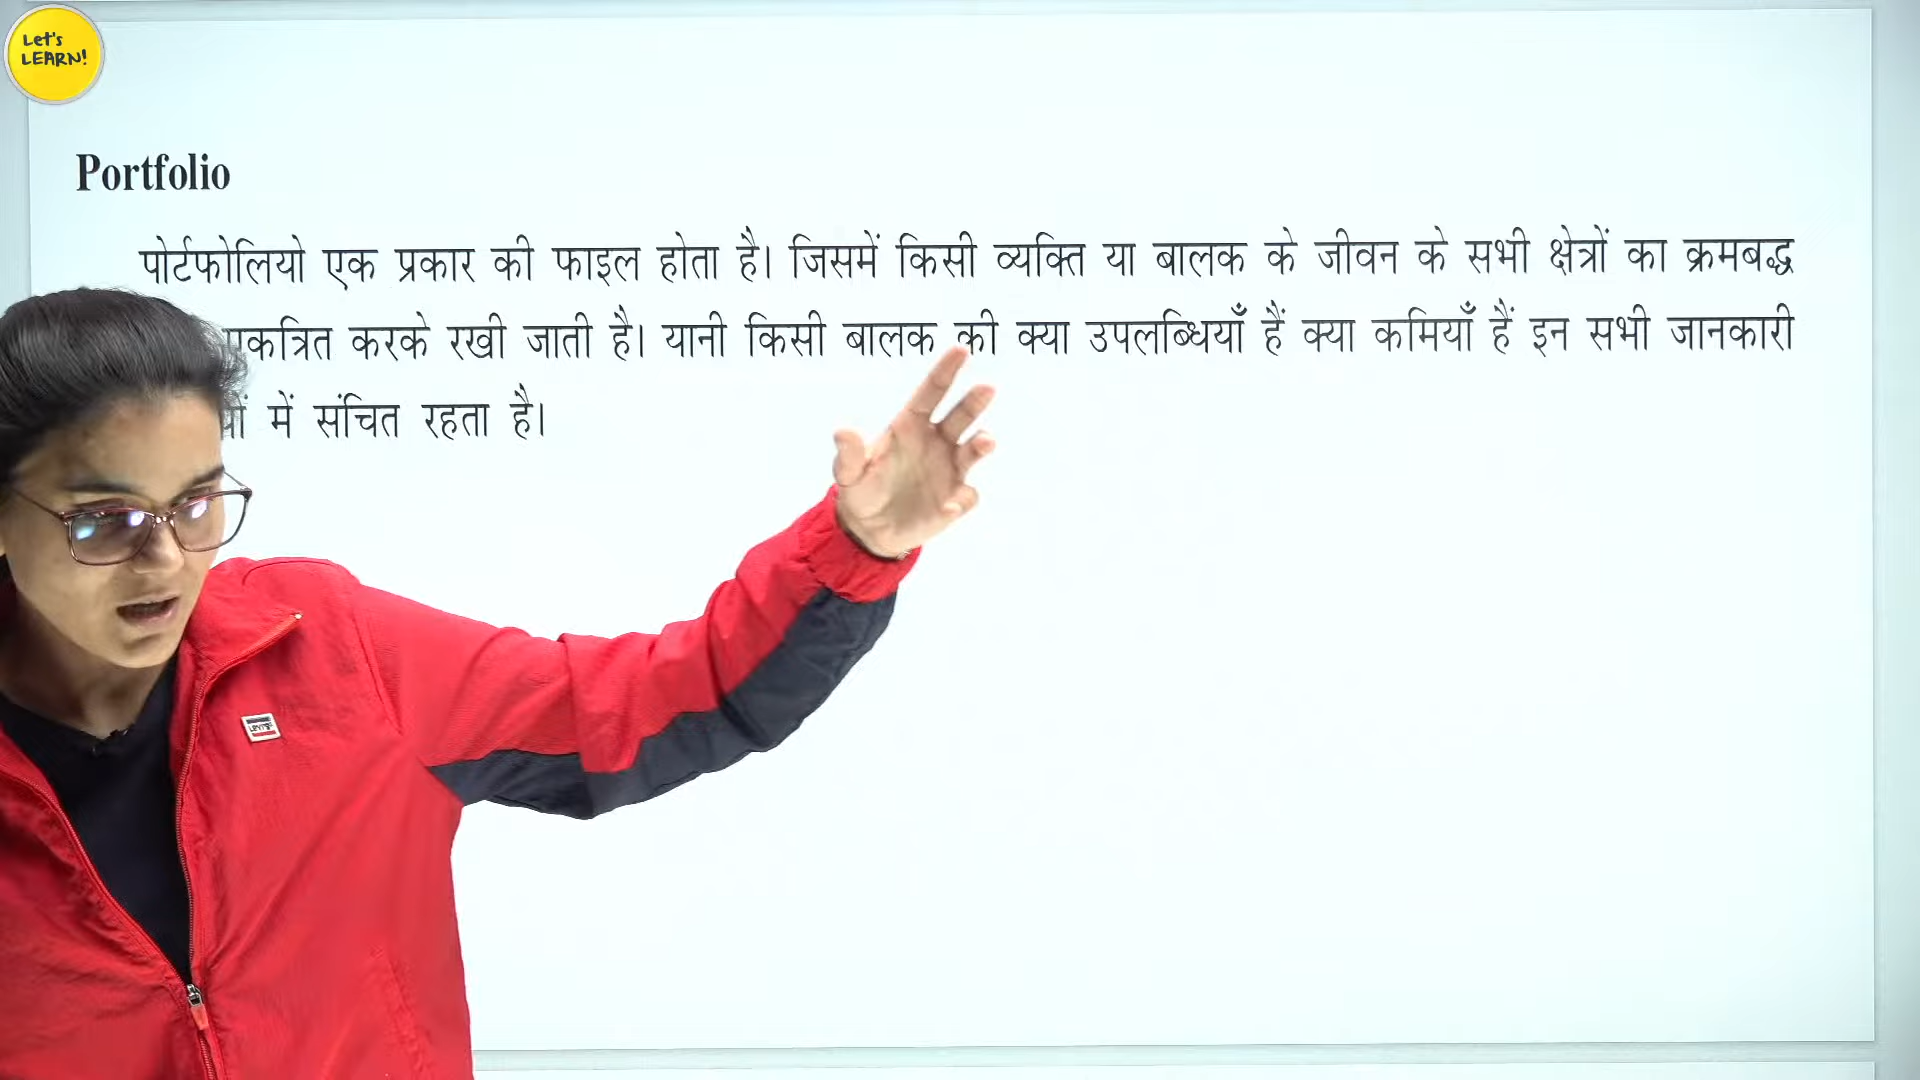 Let's
LEARN!
Portfolio
पोर्टफोलियो एक प्रकार की फाइल होता है। जिसमें किसी व्यक्ति या बालक के जीवन के सभी क्षेत्रों का क्रमबद्ध
करके रखी जाती है। यानी किसी बालक की क्या उपलब्धियाँ हैं क्या कमियाँ हैं इन सभी जानकारी
में संचित रहता है।